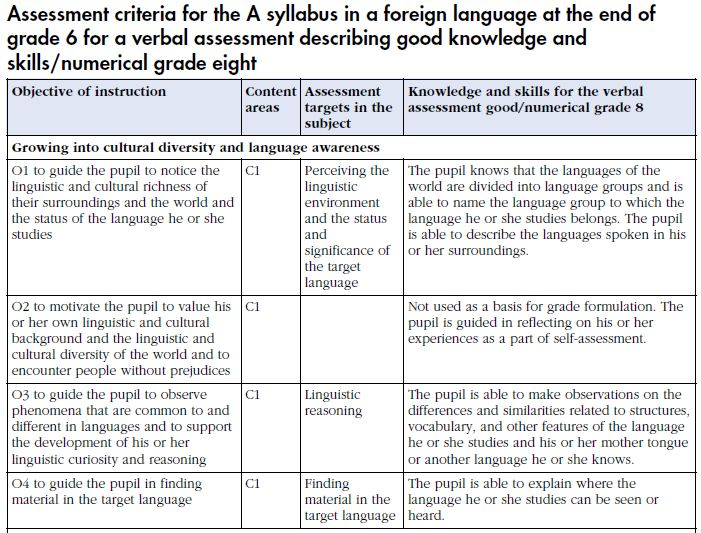 Assessment criteria for the A syllabus in a foreign language at the end of
grade 6 for a verbal assessment describing good knowledge and
skills/numerical grade eight
Objective of instruction
Content
areas
Assessment
targets in the
subject
Knowledge and skills for the verbal
assessment good/numerical grade 8
Growing into cultural diversity and language awareness
O1 to guide the pupil to notice the
linguistic and cultural richness of
their surroundings and the world and
the status of the language he or she
studies
C1
Perceiving the
linguistic
environment
and the status
and
significance of
the target
language
The pupil knows that the languages of the
world are divided into language groups and is
able to name the language group to which the
language he or she studies belongs. The pupil
is able to describe the languages spoken in his
or her surroundings.
O2 to motivate the pupil to value his
or her own linguistic and cultural
background and the linguistic and
cultural diversity of the world and to
encounter people without prejudices
C1
Not used as a basis for grade formulation. The
pupil is guided in reflecting on his or her
experiences as a part of self-assessment.
O3 to guide the pupil to observe
phenomena that are common to and
different in languages and to support
the development of his or her
linguistic curiosity and reasoning
C1
Linguistic
reasoning
The pupil is able to make observations on the
differences and similarities related to structures,
vocabulary, and other features of the language
he or she studies and his or her mother tongue
or another language he or she knows.
O4 to guide the pupil in finding
material in the target language
C1
Finding
material in the
target language
The pupil is able to explain where the
language he or she studies can be seen or
heard.